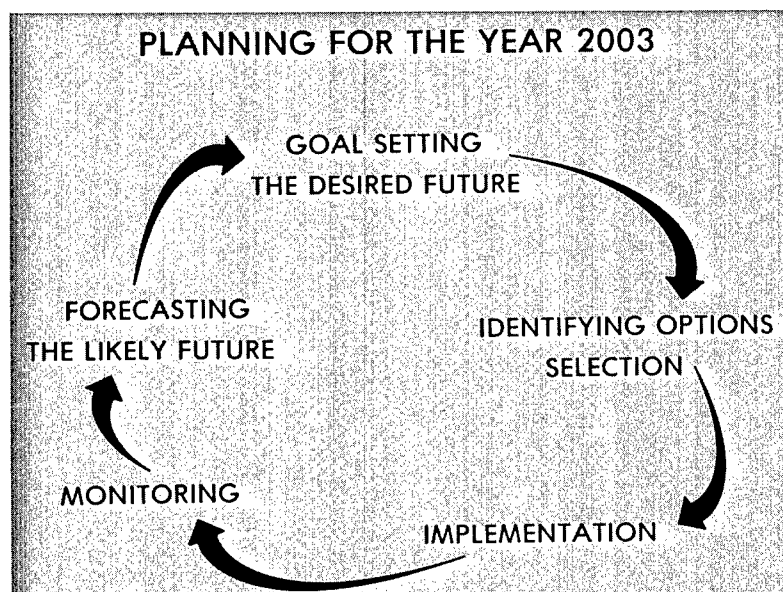 PLANNING FOR THE YEAR 2003
GOAL SETTING
THE DESIRED FUTURE
IDENTIFYING OPTIONS
SELECTION
IMPLEMENTATION
MONITORING
FORECASTING
THE LIKELY FUTURE